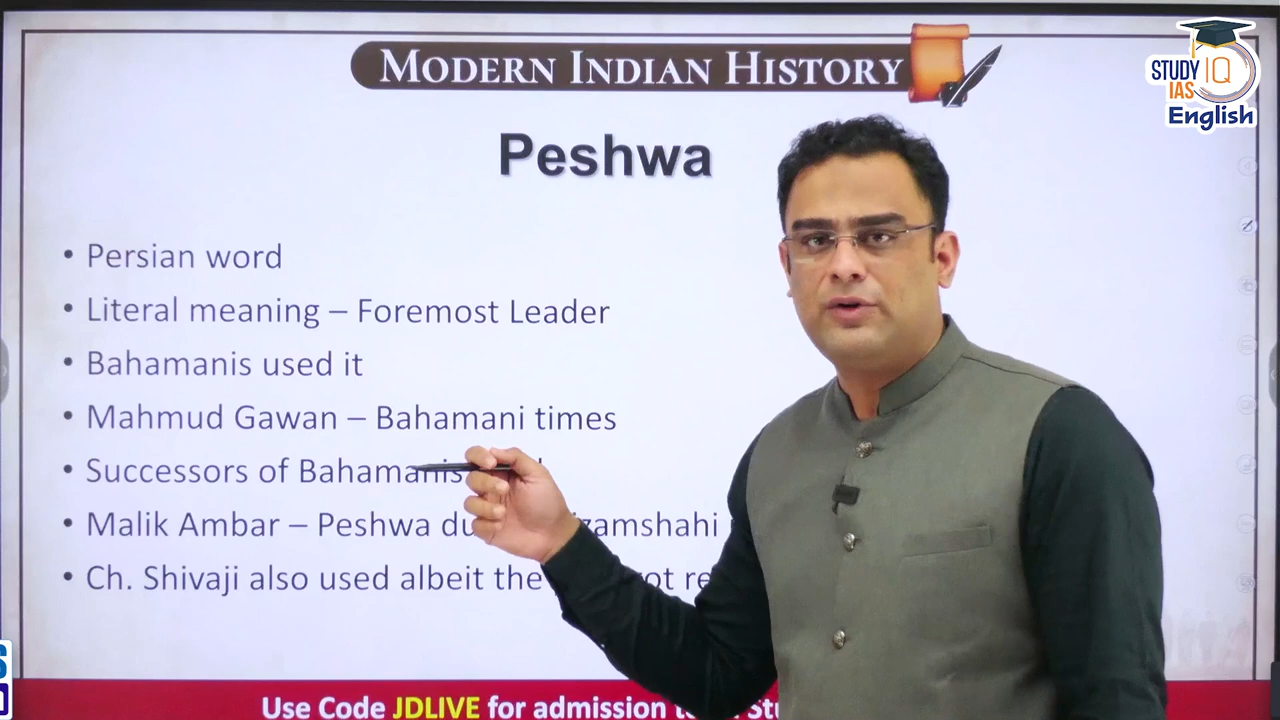 MODERN INDIAN HISTORY
STUDY IQ
IAS
English
Peshwa
• Persian word
• Literal meaning – Foremost Leader
• Bahamanis used it
• Mahmud Gawan – Bahamani times
• Successors of Bahamanis
• Malik Ambar – Peshwa
• Ch. Shivaji also used albeit the
Use Code JDLIVE for admission